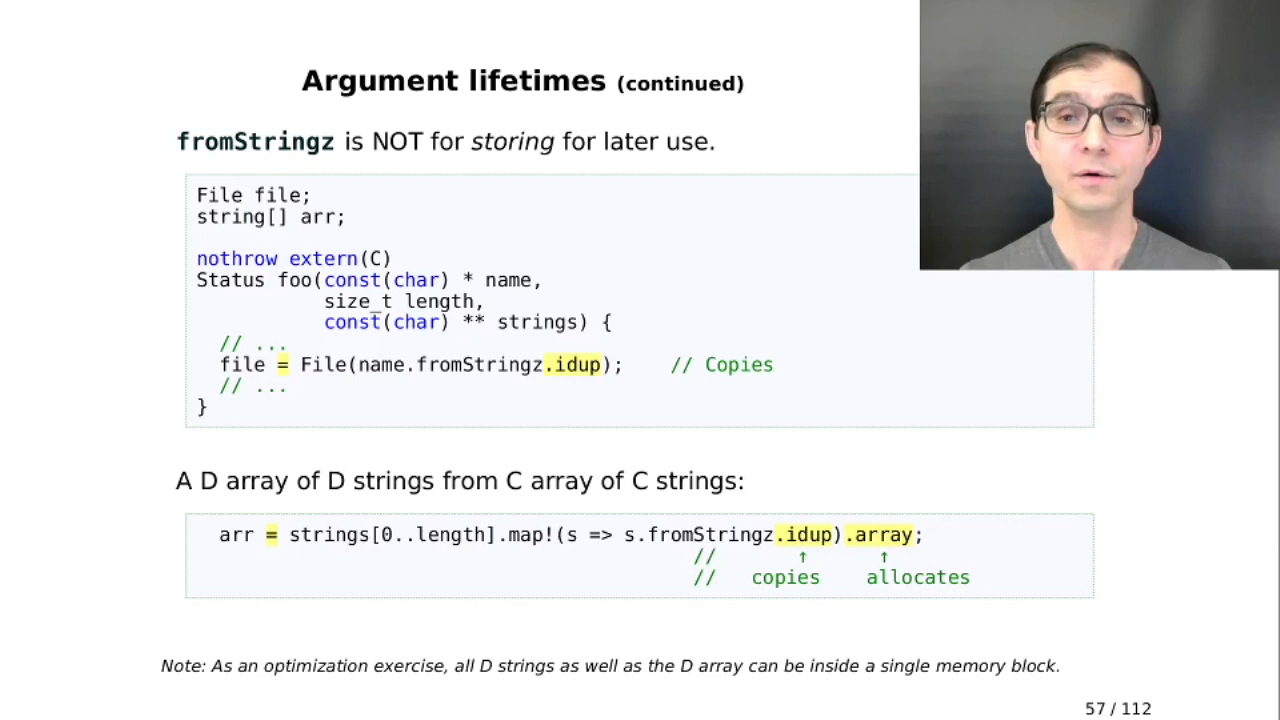 Argument lifetimes (continued)
fromStringz is NOT for storing for later use.
File file;
string[] arr;
nothrow extern(C)
Status foo(const(char) * name,
size_t length,
const(char) ** strings) {
// ...
file = File(name.fromStringz.idup); // Copies
// ...
}
A D array of D strings from C array of C strings:
arr = strings[0..length].map!(s => s.fromStringz.idup).array;
// ↑ ↑
// copies allocates
Note: As an optimization exercise, all D strings as well as the D array can be inside a single memory block.
57 / 112